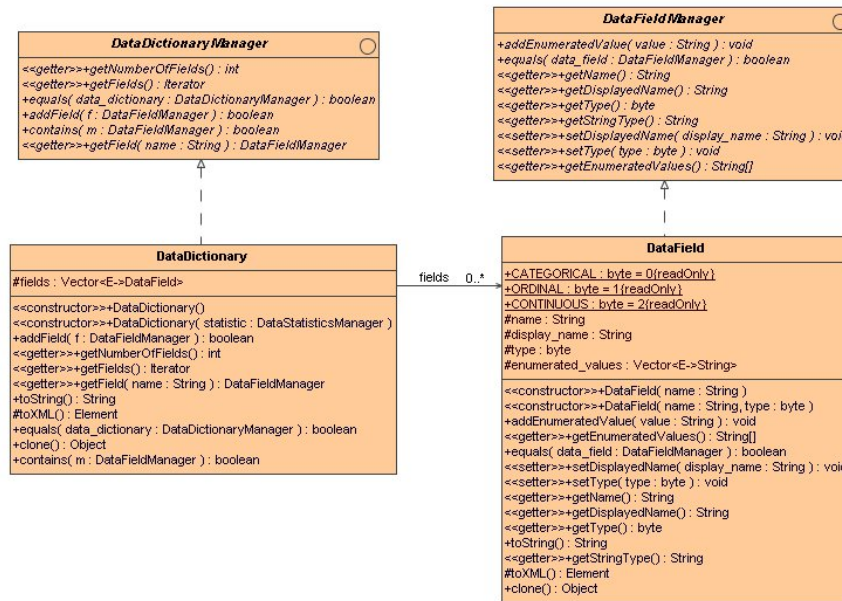 DataDictionaryManager
<<getter>>+getNumberOfFields() : int
<<getter>>+getFields() : Iterator
+equals( data_dictionary : DataDictionaryManager ) : boolean
+addField( f : DataFieldManager ) : boolean
+contains( m : DataFieldManager ) : boolean
<<getter>>+getField( name : String ) : DataFieldManager
DataFieldManager
+addEnumeratedValue( value : String ) : void
+equals( data_field : DataFieldManager ) : boolean
<<getter>>+getName() : String
<<getter>>+getDisplayedName() : String
<<getter>>+getType() : byte
<<getter>>+getStringType() : String
<<setter>>+setDisplayedName( display_name : String ) : void
<<setter>>+setType( type : byte ) : void
<<getter>>+getEnumeratedValues() : String[]
DataDictionary
#fields : Vector<E->DataField>
<<constructor>>+DataDictionary()
<<constructor>>+DataDictionary( statistic : DataStatisticsManager )
+addField( f : DataFieldManager ) : boolean
<<getter>>+getNumberOfFields() : int
<<getter>>+getFields() : Iterator
<<getter>>+getField( name : String ) : DataFieldManager
+toString() : String
#toXML() : Element
+equals( data_dictionary : DataDictionaryManager ) : boolean
+clone() : Object
+contains( m : DataFieldManager ) : boolean
fields 0..*
DataField
+CATEGORICAL : byte = 0{readOnly}
+ORDINAL : byte = 1{readOnly}
+CONTINUOUS : byte = 2{readOnly}
#name : String
#display_name : String
#type : byte
#enumerated_values : Vector<E->String>
<<constructor>>+DataField( name : String )
<<constructor>>+DataField( name : String, type : byte )
+addEnumeratedValue( value : String ) : void
<<getter>>+getEnumeratedValues() : String[]
+equals( data_field : DataFieldManager ) : boolean
<<setter>>+setDisplayedName( display_name : String ) : void
<<setter>>+setType( type : byte ) : void
<<getter>>+getName() : String
<<getter>>+getDisplayedName() : String
<<getter>>+getType() : byte
+toString() : String
<<getter>>+getStringType() : String
#toXML() : Element
+clone() : Object